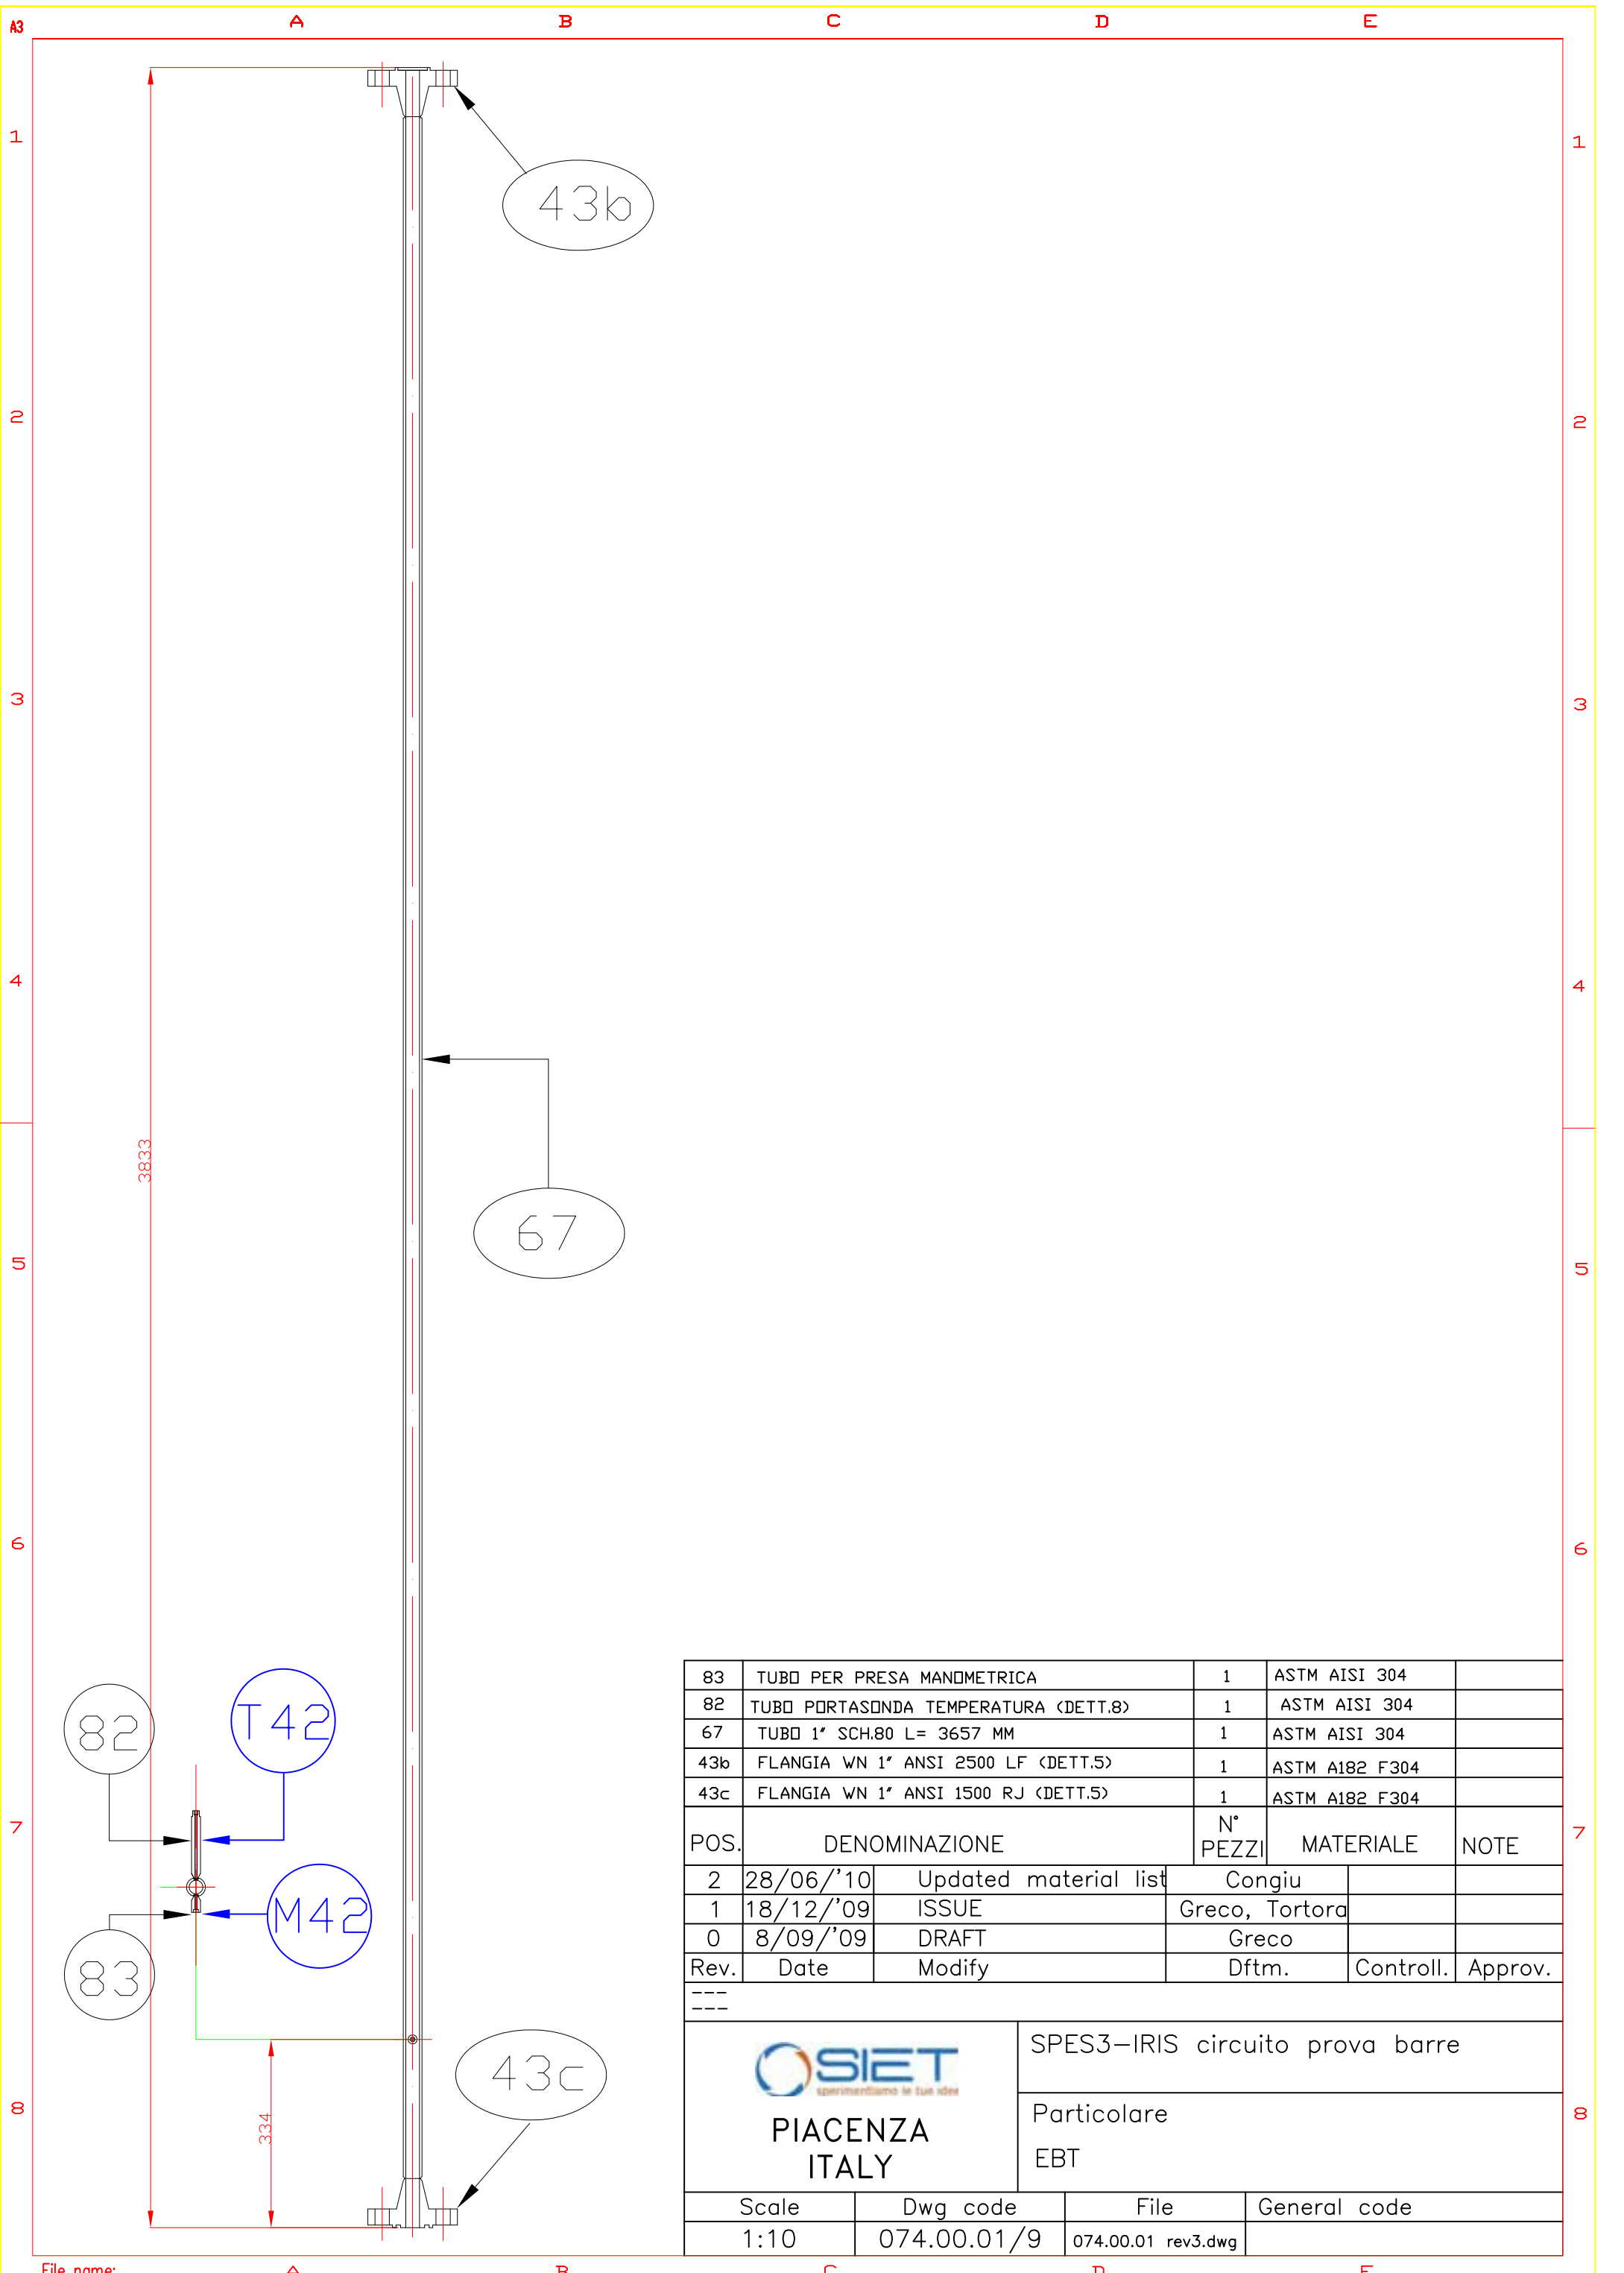 A3
A B C D E
1 1
43b
2 2
3 3
4 4
67
3833
5 5
6 6
82
T42
7 7
M42
83
43c
334
8 8
83 TUBO PER PRESA MANOMETRICA 1 ASTM AISI 304
82 TUBO PORTASONDA TEMPERATURA (DETT.8) 1 ASTM AISI 304
67 TUBO 1" SCH.80 L= 3657 MM 1 ASTM AISI 304
43b FLANGIA WN 1" ANSI 2500 LF (DETT.5) 1 ASTM A182 F304
43c FLANGIA WN 1" ANSI 1500 RJ (DETT.5) 1 ASTM A182 F304
POS. DENOMINAZIONE N° PEZZI MATERIALE NOTE
2 28/06/'10 Updated material list Congiu
1 18/12/'09 ISSUE Greco, Tortora
0 8/09/'09 DRAFT Greco
Rev. Date Modify Dftm. Controll. Approv.
---
---
SIET
sperimentiamo le tue idee
PIACENZA
ITALY
SPES3-IRIS circuito prova barre
Particolare
EBT
Scale Dwg code File General code
1:10 074.00.01/9 074.00.01 rev3.dwg
File name:
A B C D E